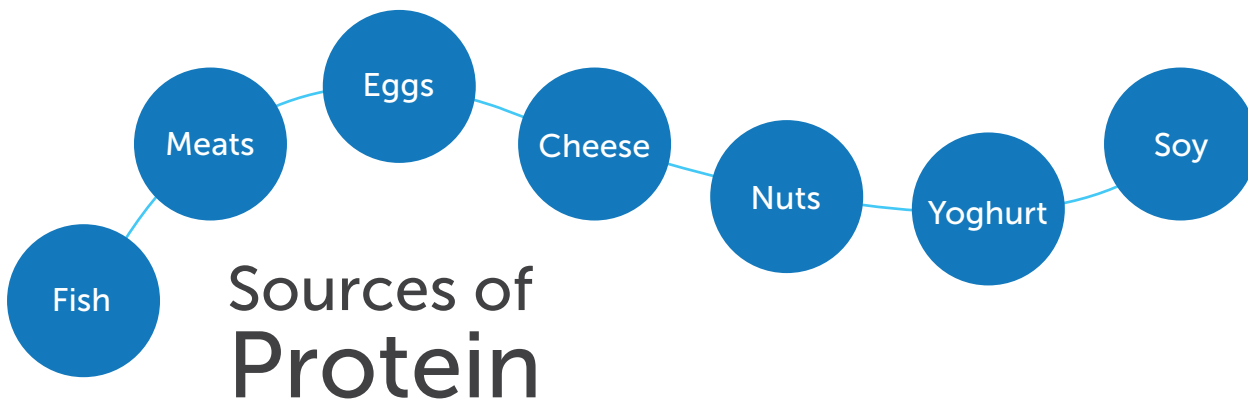 Fish
Meats
Eggs
Cheese
Nuts
Yoghurt
Soy
Sources of
Protein